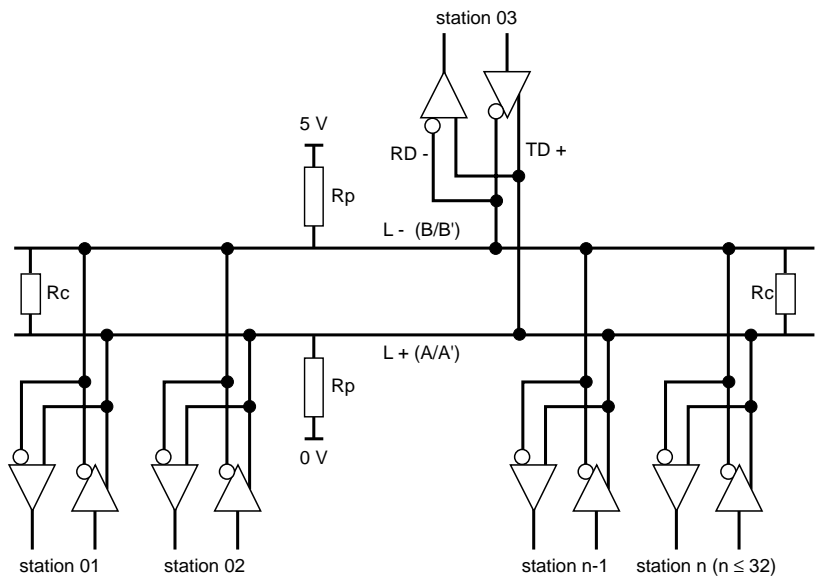 station 03
5 V
RD -
TD +
Rp
L - (B/B')
Rc
Rc
L + (A/A')
Rp
0 V
station 01
station 02
station n-1
station n (n ≤ 32)